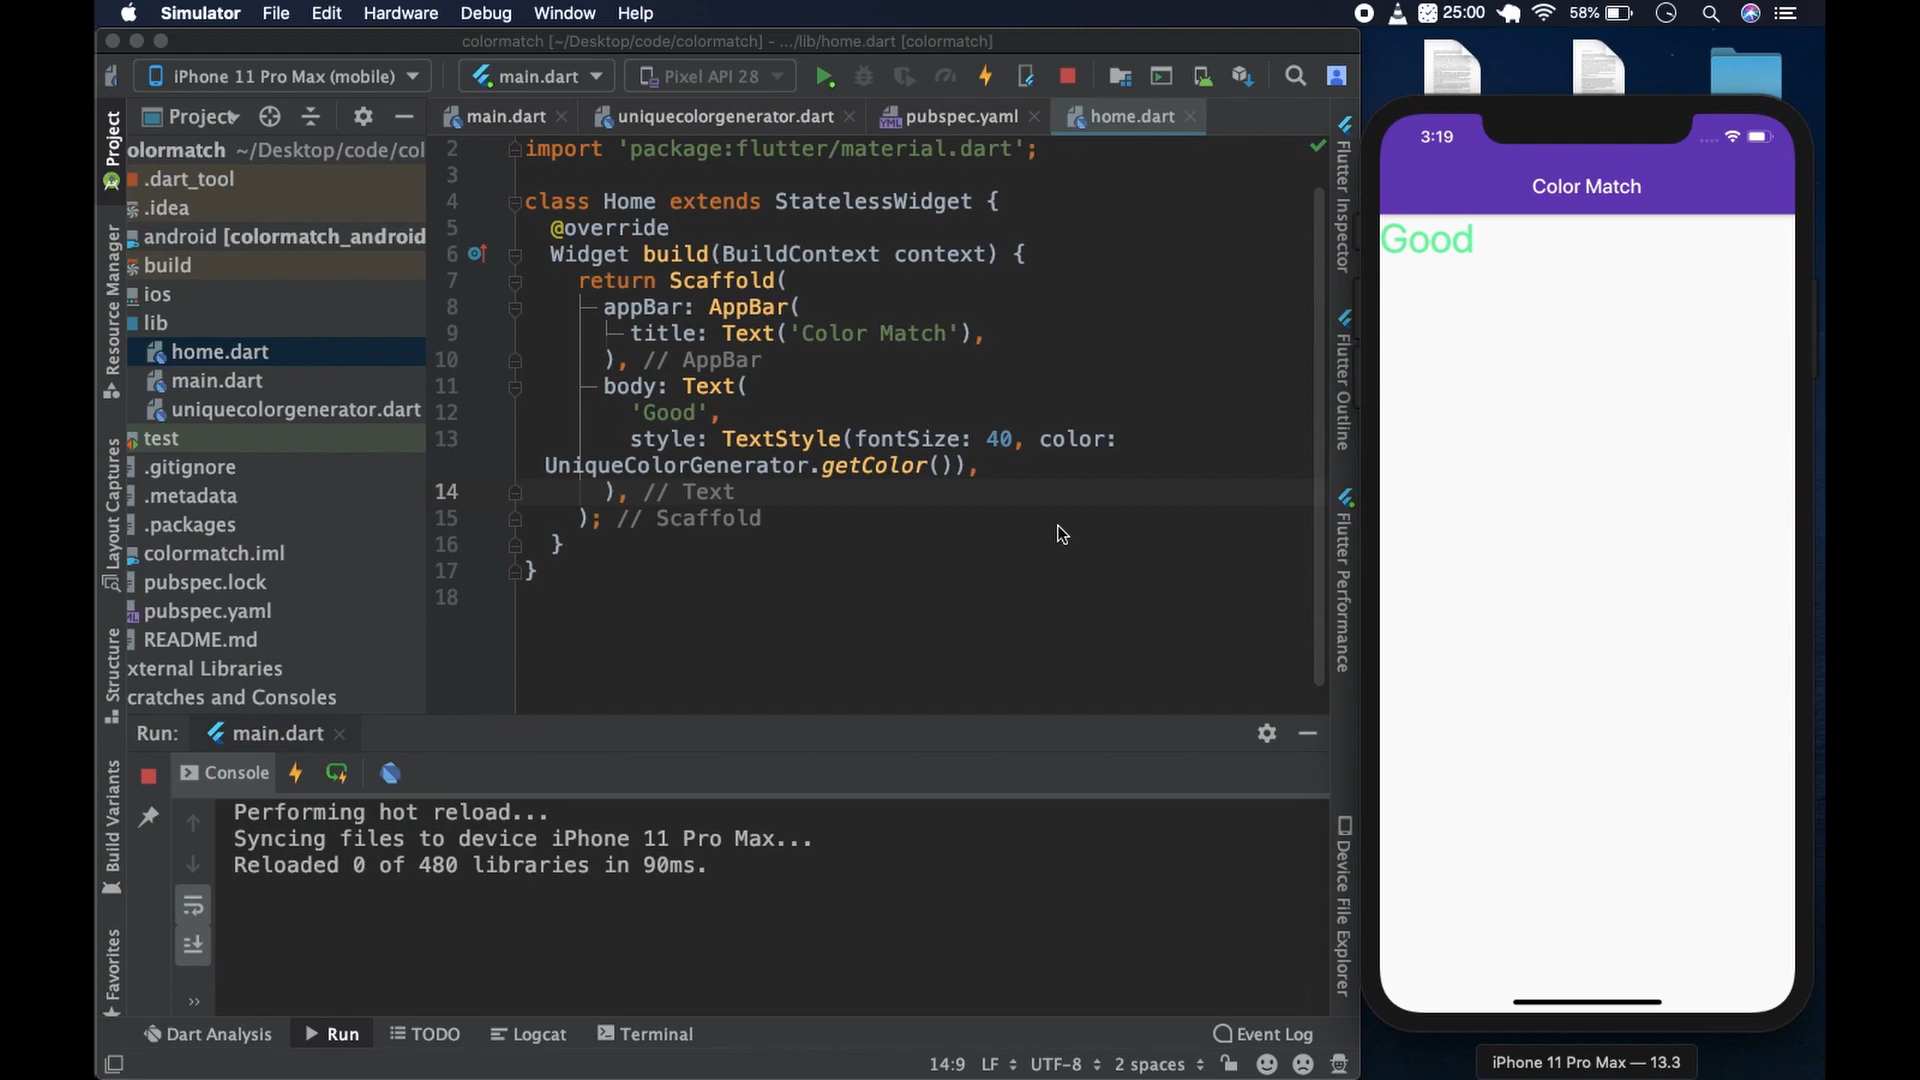 Simulator File Edit Hardware Debug Window Help 25:00 58%
colormatch [~/Desktop/code/colormatch] - .../lib/home.dart [colormatch]
iPhone 11 Pro Max (mobile) main.dart Pixel API 28
Project main.dart uniquecolorgenerator.dart pubspec.yaml home.dart
olormatch ~/Desktop/code/col
.dart_tool
.idea
android [colormatch_android
build
ios
lib
home.dart
main.dart
uniquecolorgenerator.dart
test
.gitignore
.metadata
.packages
colormatch.iml
pubspec.lock
pubspec.yaml
README.md
xternal Libraries
cratches and Consoles
Project
Resource Manager
Layout Captures
Structure
Build Variants
Favorites
2 import 'package:flutter/material.dart';
3
4 class Home extends StatelessWidget {
5 @override
6 Widget build(BuildContext context) {
7 return Scaffold(
8 appBar: AppBar(
9 title: Text('Color Match'),
10 ), // AppBar
11 body: Text(
12 'Good',
13 style: TextStyle(fontSize: 40, color:
UniqueColorGenerator.getColor()),
14 ), // Text
15 ); // Scaffold
16 }
17 }
18
Flutter Inspector
Flutter Outline
Flutter Performance
Device File Explorer
Run: main.dart
Console
Performing hot reload...
Syncing files to device iPhone 11 Pro Max...
Reloaded 0 of 480 libraries in 90ms.
Dart Analysis Run TODO Logcat Terminal Event Log
14:9 LF UTF-8 2 spaces
3:19
Color Match
Good
iPhone 11 Pro Max — 13.3